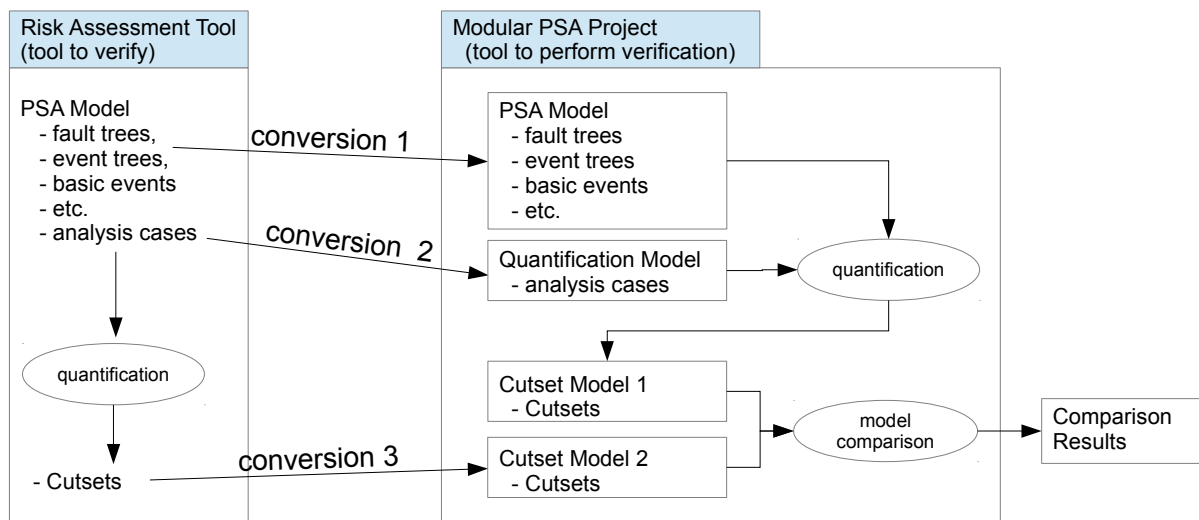 Risk Assessment Tool
(tool to verify)
PSA Model
- fault trees,
- event trees,
- basic events
- etc.
- analysis cases
quantification
- Cutsets
conversion 1
conversion 2
conversion 3
Modular PSA Project
(tool to perform verification)
PSA Model
- fault trees
- event trees
- basic events
- etc.
Quantification Model
- analysis cases
quantification
Cutset Model 1
- Cutsets
Cutset Model 2
- Cutsets
model
comparison
Comparison
Results